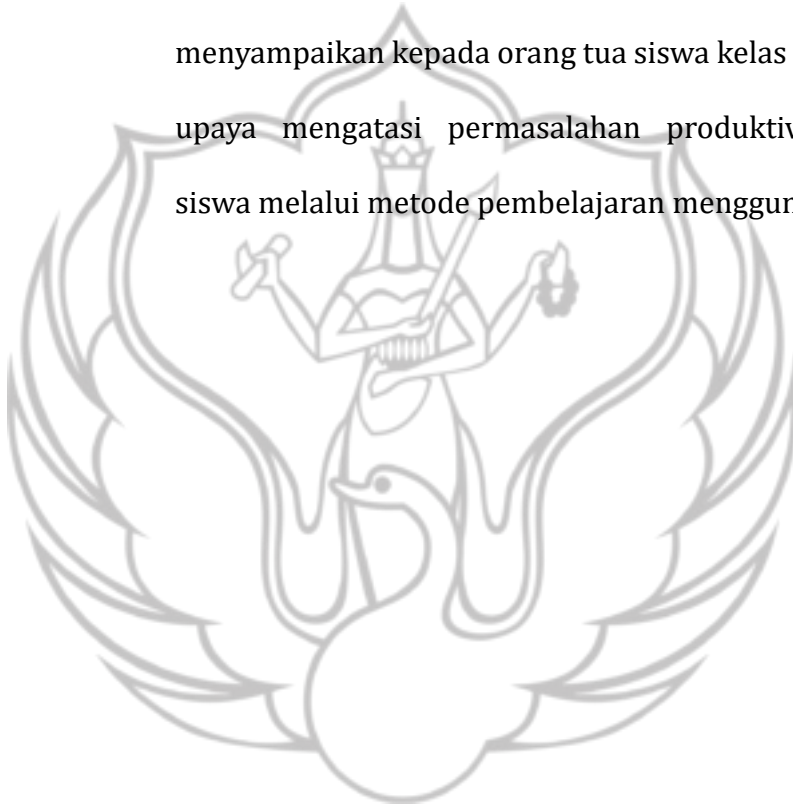 menyampaikan kepada orang tua siswa kelas
upaya mengatasi permasalahan
siswa melalui metode pembelajaran